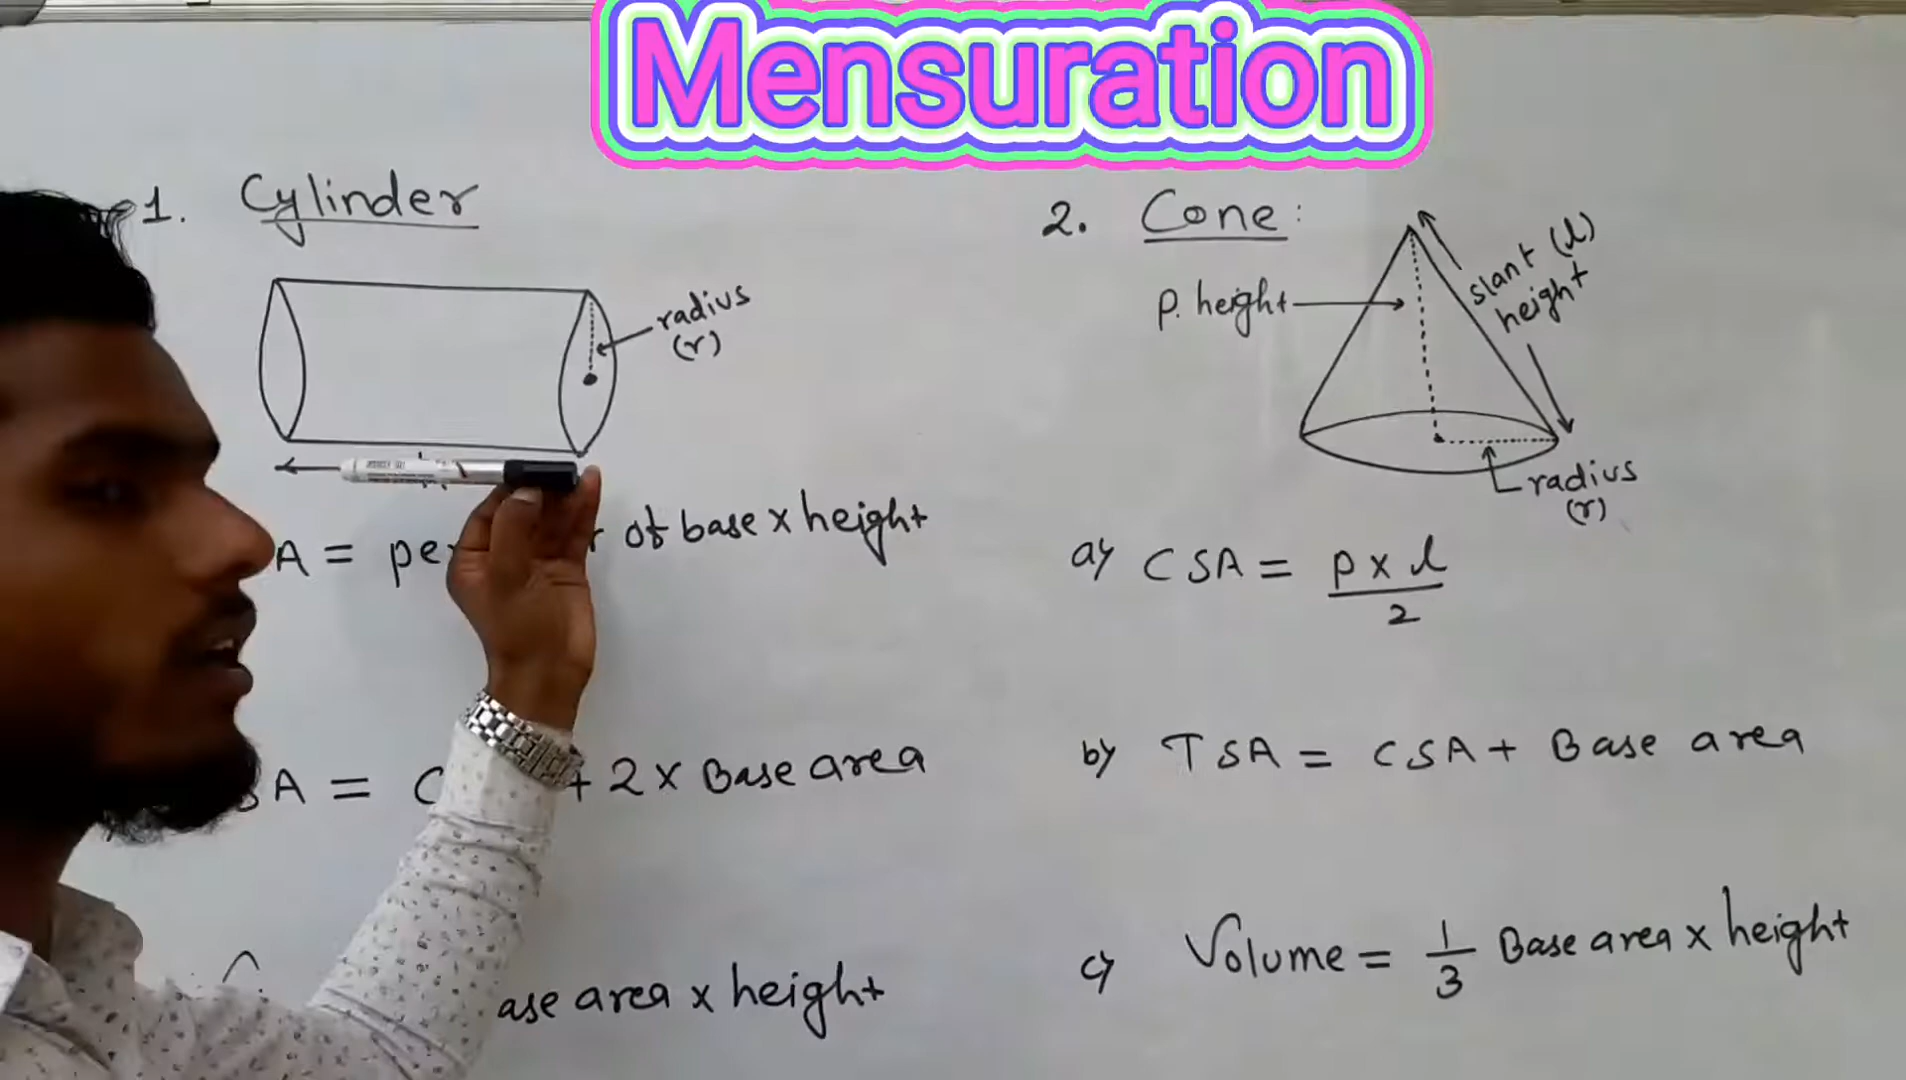 Mensuration
1. Cylinder
radius
(r)
A = of base x height
SA = + 2 x Base area
ase area x height
2. Cone:
P. height
slant (l)
height
radius
(r)
a) CSA = P x l / 2
b) TSA = CSA + Base area
c) Volume = 1/3 Base area x height